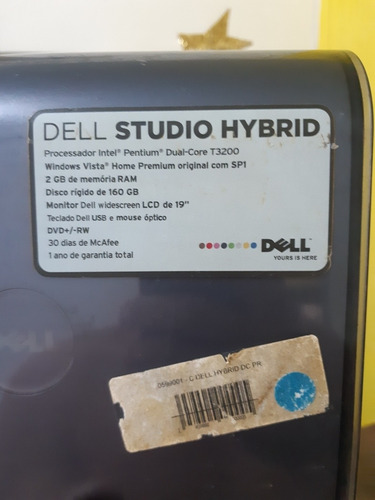 DELL STUDIO HYBRID
Processador Intel® Pentium® Dual-Core T3200
Windows Vista® Home Premium original com SP1
2 GB de memória RAM
Disco rígido de 160 GB
Monitor Dell widescreen LCD de 19"
Teclado Dell USB e mouse óptico
DVD+/-RW
30 dias de McAfee
1 ano de garantia total
DELL
YOURS IS HERE
DELL
C DELL HYBRID DC PR